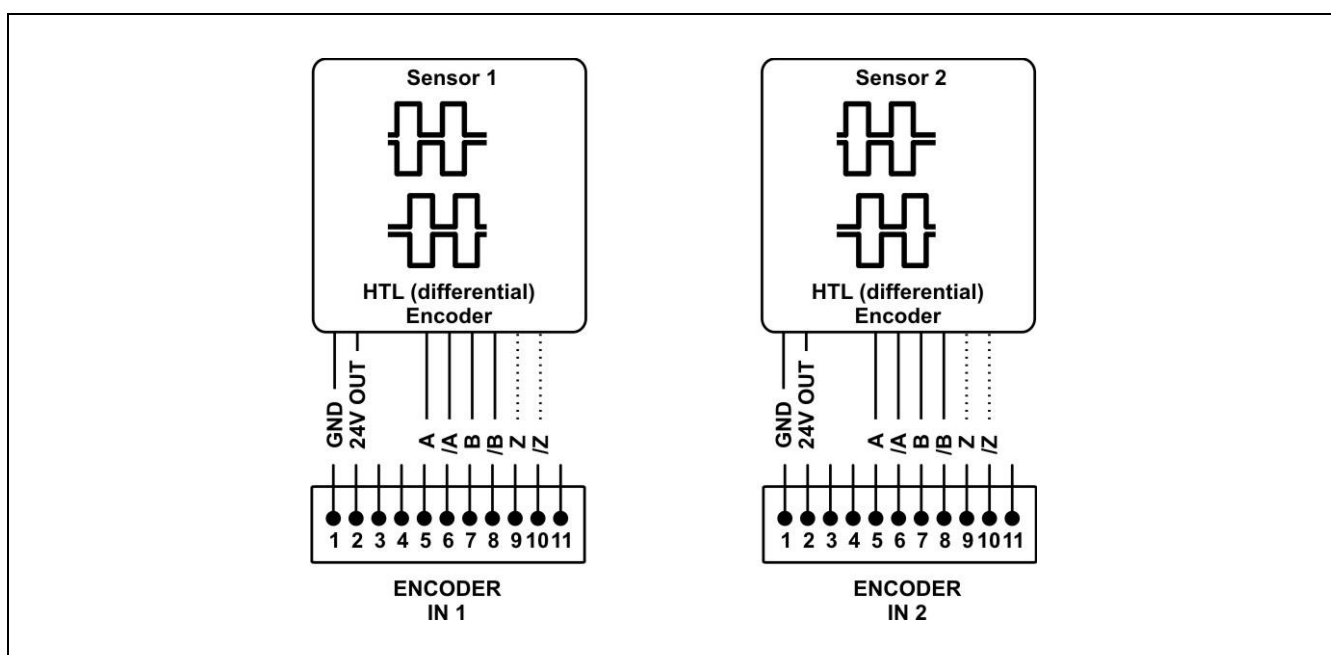 Sensor 1
HTL (differential)
Encoder
GND
24V OUT
A
/A
B
/B
Z
/Z
1 2 3 4 5 6 7 8 9 10 11
ENCODER
IN 1
Sensor 2
HTL (differential)
Encoder
GND
24V OUT
A
/A
B
/B
Z
/Z
1 2 3 4 5 6 7 8 9 10 11
ENCODER
IN 2